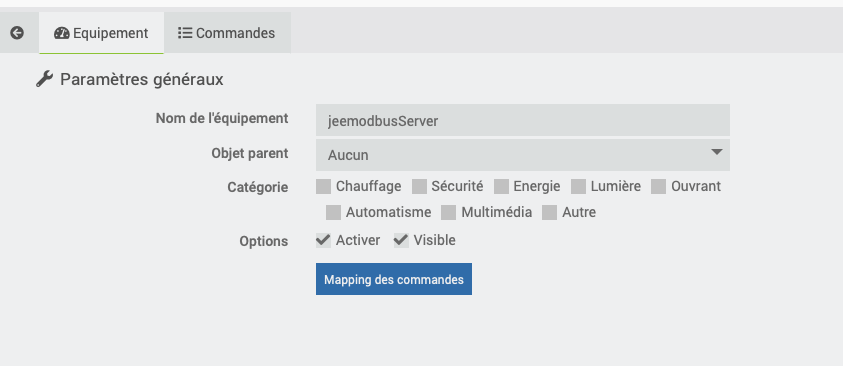 Equipement Commandes
Paramètres généraux
Nom de l'équipement jeemodbusServer
Objet parent Aucun
Catégorie Chauffage Sécurité Energie Lumière Ouvrant
Automatisme Multimédia Autre
Options Activer Visible
Mapping des commandes